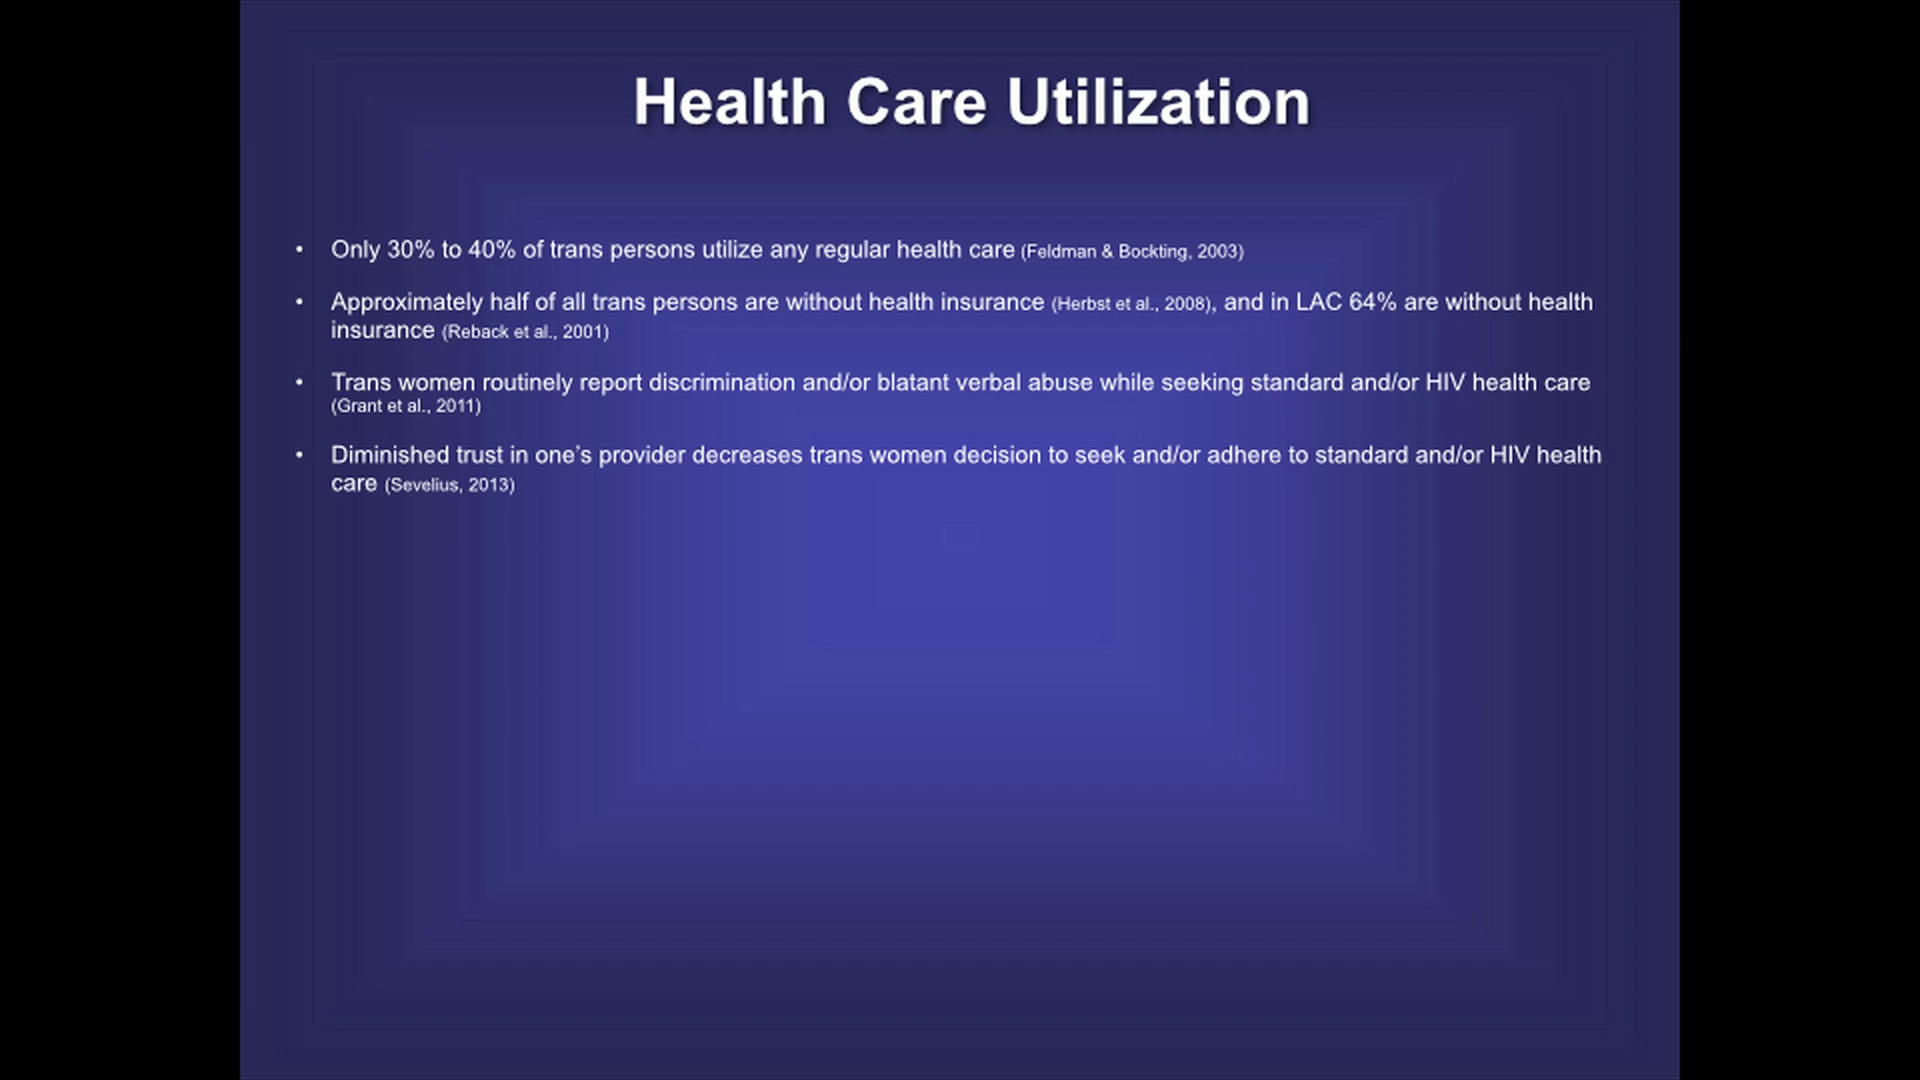 Health Care Utilization
• Only 30% to 40% of trans persons utilize any regular health care (Feldman & Bockting, 2003)
• Approximately half of all trans persons are without health insurance (Herbst et al., 2008), and in LAC 64% are without health
insurance (Reback et al., 2001)
• Trans women routinely report discrimination and/or blatant verbal abuse while seeking standard and/or HIV health care
(Grant et al., 2011)
• Diminished trust in one’s provider decreases trans women decision to seek and/or adhere to standard and/or HIV health
care (Sevelius, 2013)